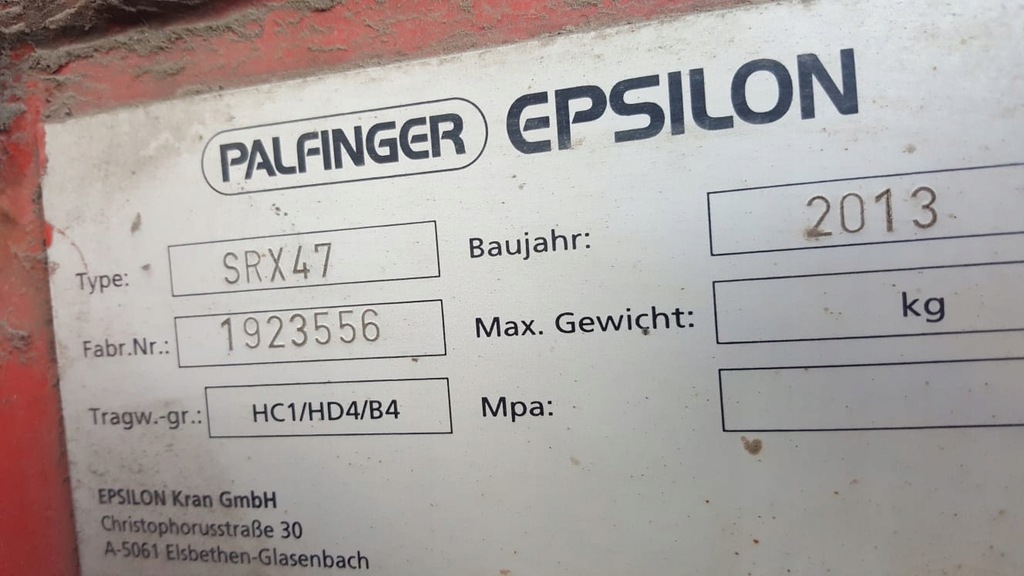 PALFINGER EPSILON
Type: SRX47
Baujahr: 2013
Fabr.Nr.: 1923556
Max. Gewicht: kg
Tragw.-gr.: HC1/HD4/B4
Mpa:
EPSILON Kran GmbH
Christophorusstraße 30
A-5061 Elsbethen-Glasenbach